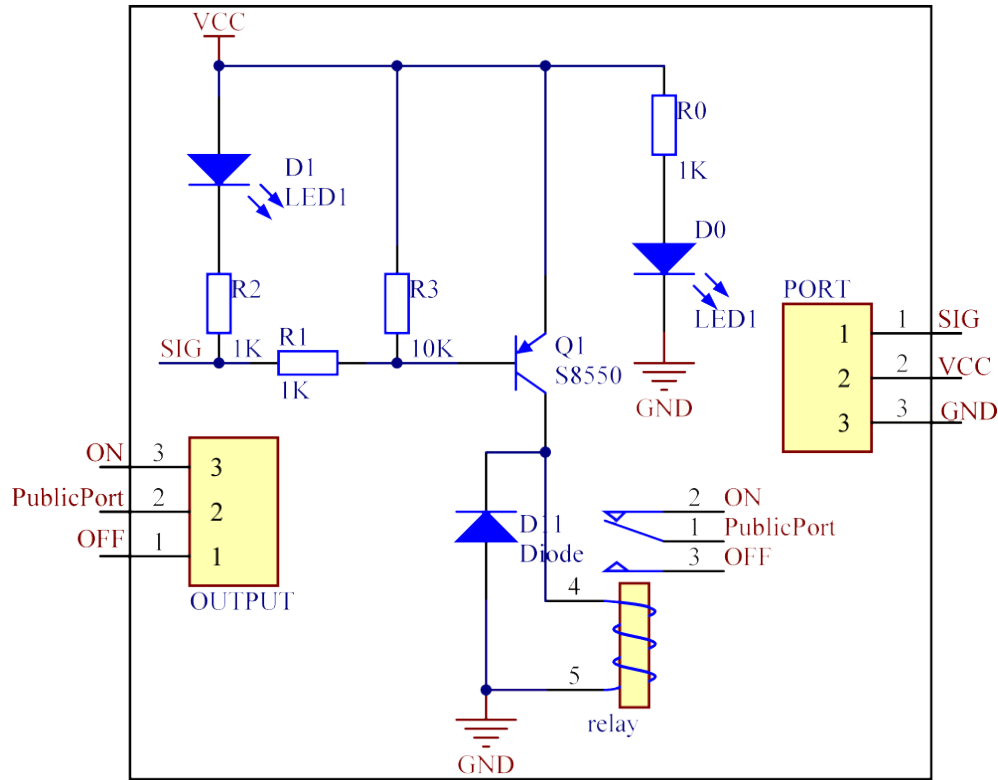 VCC
R0
1K
D1
LED1
D0
LED1
R2
1K
R3
10K
SIG
R1
1K
Q1
S8550
GND
PORT
1 1 SIG
2 2 VCC
3 3 GND
ON 3 3
PublicPort 2 2
OFF 1 1
OUTPUT
D11
Diode
2 ON
1 PublicPort
3 OFF
4
5
relay
GND